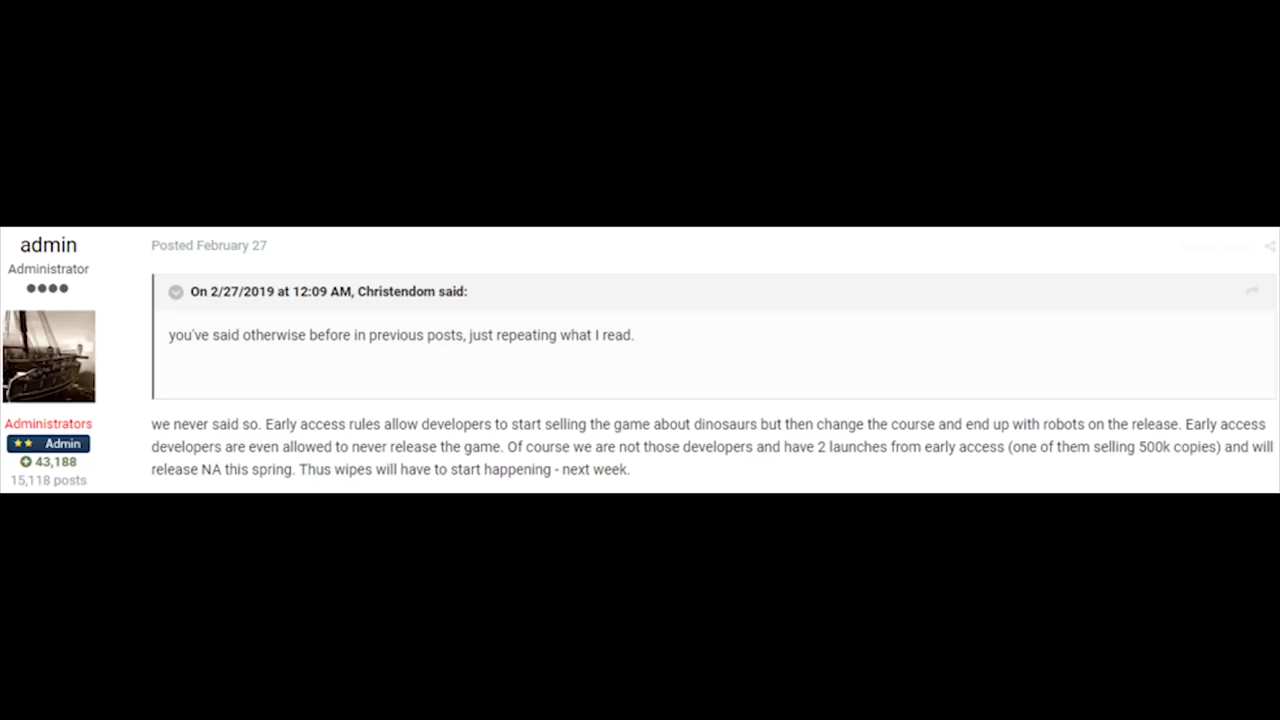 admin
Administrator
Posted February 27
On 2/27/2019 at 12:09 AM, Christendom said:
you've said otherwise before in previous posts, just repeating what I read.
Administrators
Admin
43,188
15,118 posts
we never said so. Early access rules allow developers to start selling the game about dinosaurs but then change the course and end up with robots on the release. Early access
developers are even allowed to never release the game. Of course we are not those developers and have 2 launches from early access (one of them selling 500k copies) and will
release NA this spring. Thus wipes will have to start happening - next week.